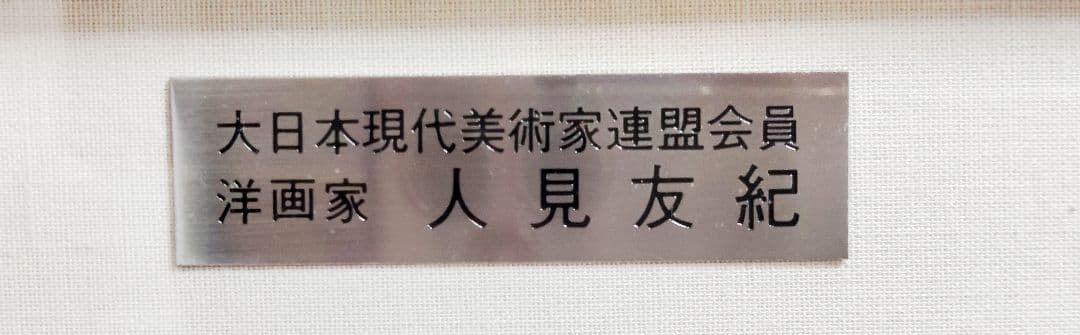 大日本現代美術家連盟会員
洋画家 人見友紀